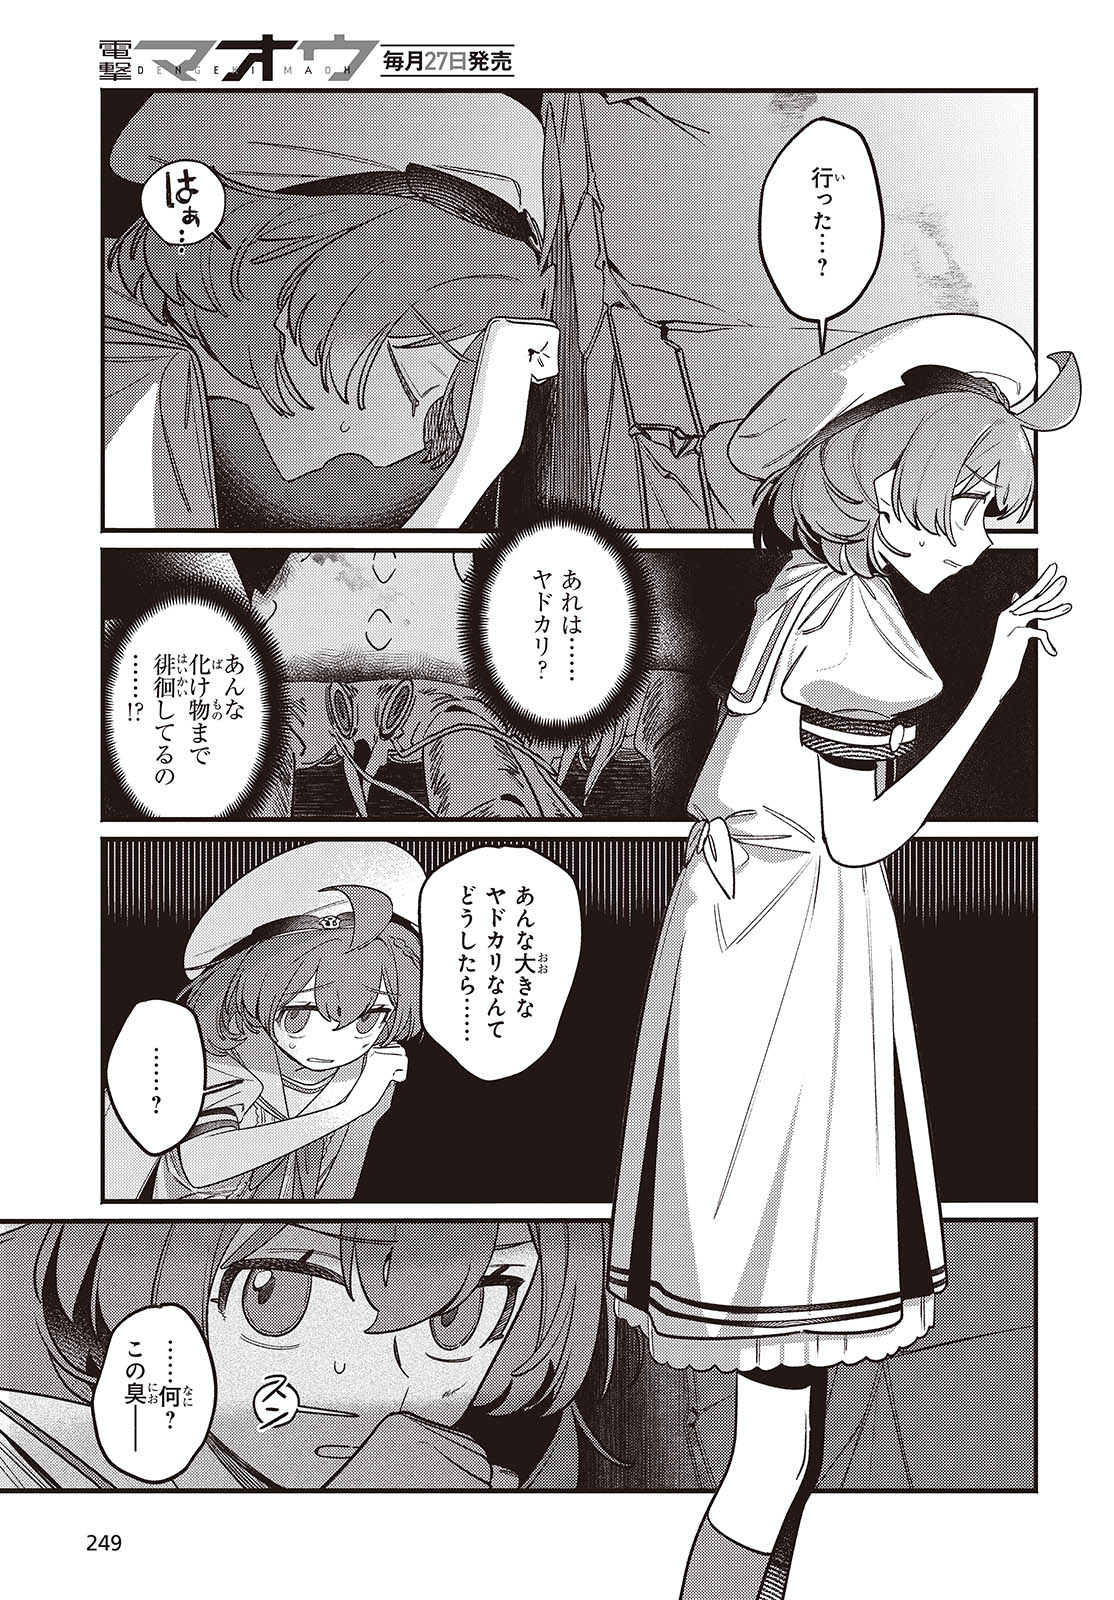 電撃マオウ
DENGEKI MAOH
毎月27日発売
行った…?
はぁ…
あれは……
ヤドカリ?
あんな
化け物まで
徘徊してるの
……!?
あんな大きな
ヤドカリなんて
どうしたら……
……?
スン
……何?
この臭——
249